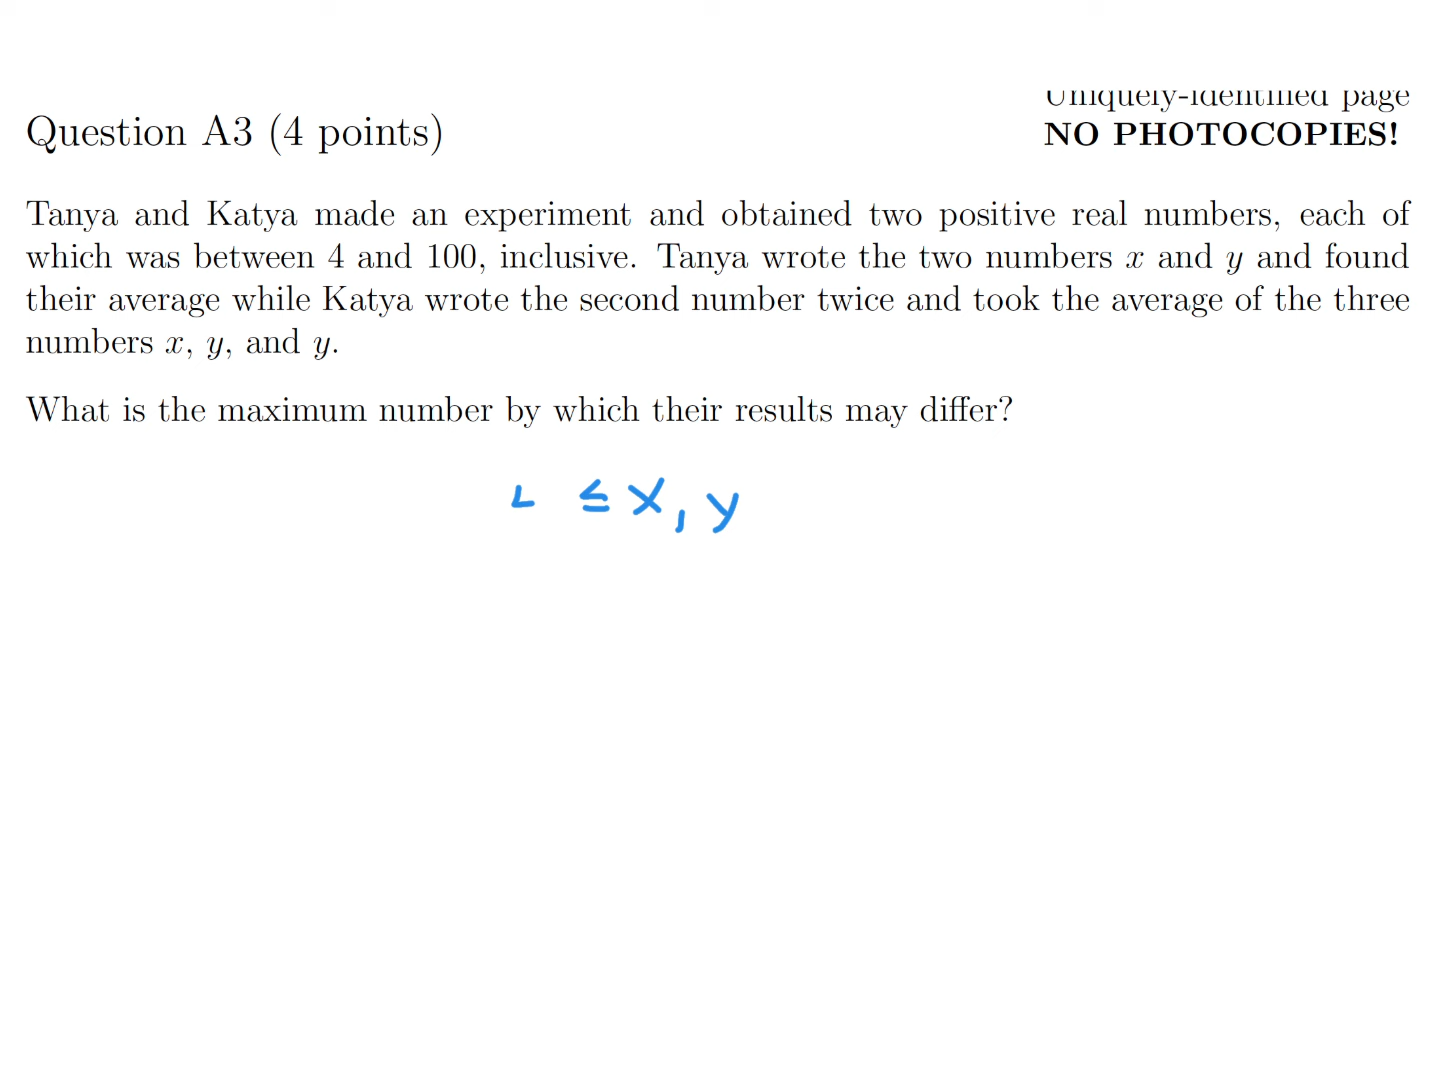 Uniquely-identified page
Question A3 (4 points)
NO PHOTOCOPIES!
Tanya and Katya made an experiment and obtained two positive real numbers, each of
which was between 4 and 100, inclusive. Tanya wrote the two numbers x and y and found
their average while Katya wrote the second number twice and took the average of the three
numbers x, y, and y.
What is the maximum number by which their results may differ?
L ≤ x, y